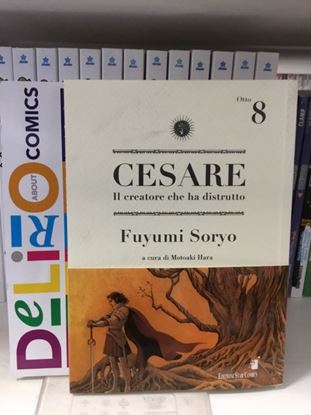 Otto 8
CESARE
Il creatore che ha distrutto
Fuyumi Soryo
a cura di Motoaki Hara
EDIZIONI STAR COMICS
DeLiRiO
ABOUT
COMICS